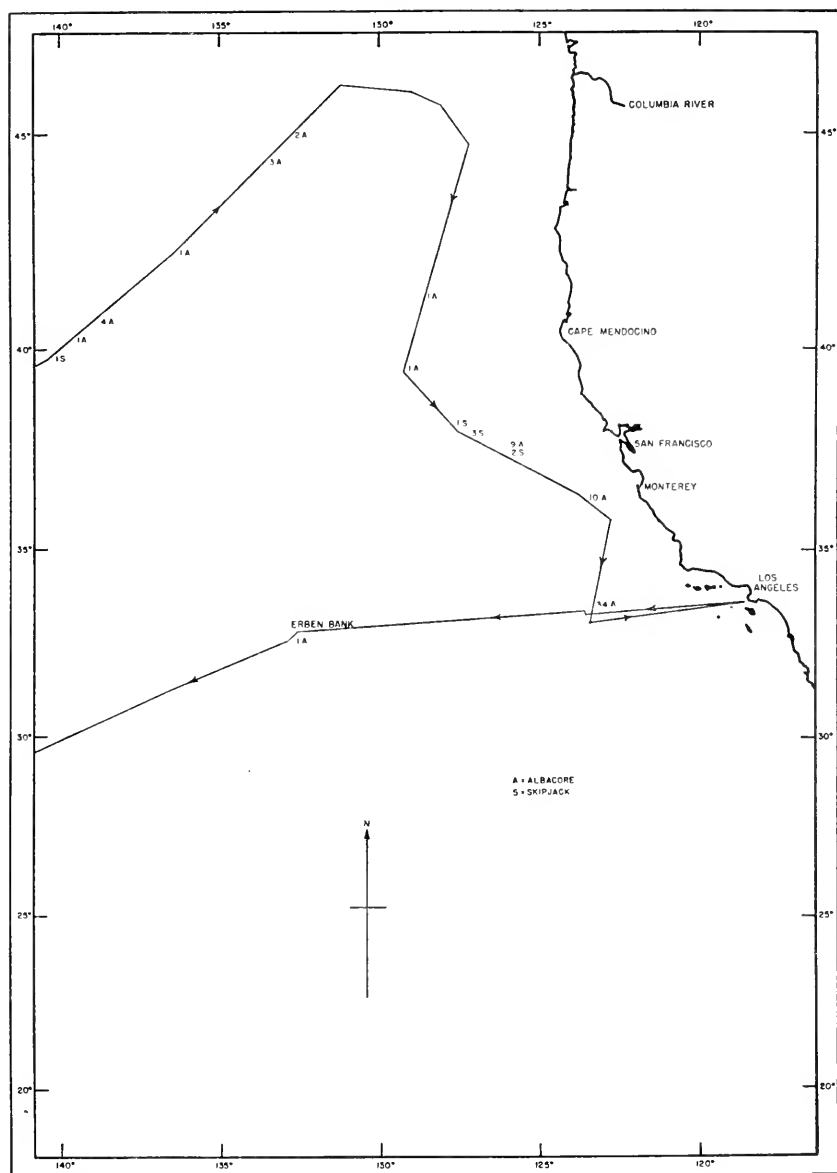 140° 135° 150° 125° 120°
COLUMBIA RIVER
45° 45°
2 A
3 A
1 A
1 A
4 A
CAPE MENDOCINO
1 A
40° 40°
1 S
1 A
1 S
3 S
9 A
2 S
SAN FRANCISCO
MONTEREY
10 A
35° 35°
LOS
ANGELES
34 A
ERBEN BANK
1 A
30° 30°
A = ALBACORE
S = SKIPJACK
N
25° 25°
20° 20°
140° 135° 150° 125° 120°